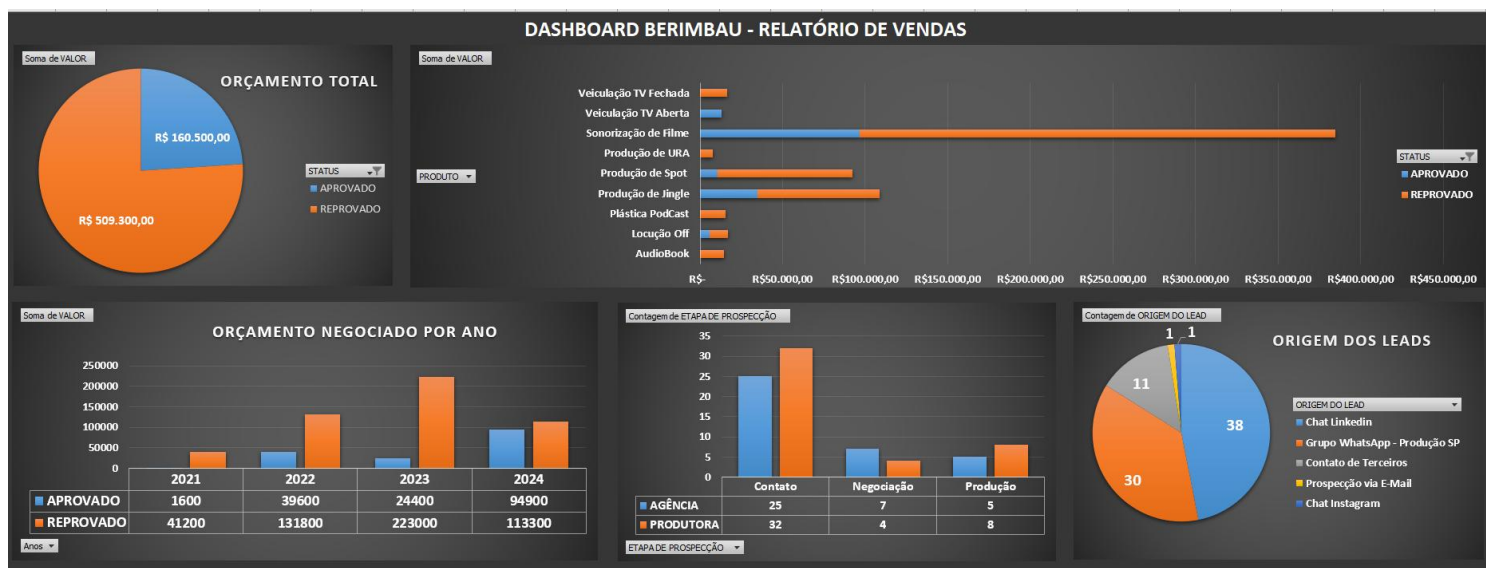 DASHBOARD BERIMBAU - RELATÓRIO DE VENDAS
Soma de VALOR
ORÇAMENTO TOTAL
R$ 160.500,00
R$ 509.300,00
STATUS
APROVADO
REPROVADO
Soma de VALOR
PRODUTO
Veiculação TV Fechada
Veiculação TV Aberta
Sonorização de Filme
Produção de URA
Produção de Spot
Produção de Jingle
Plástica PodCast
Locução Off
AudioBook
R$- R$50.000,00 R$100.000,00 R$150.000,00 R$200.000,00 R$250.000,00 R$300.000,00 R$350.000,00 R$400.000,00 R$450.000,00
STATUS
APROVADO
REPROVADO
Soma de VALOR
ORÇAMENTO NEGOCIADO POR ANO
250000
200000
150000
100000
50000
0
2021 2022 2023 2024
APROVADO 1600 39600 24400 94900
REPROVADO 41200 131800 223000 113300
Anos
Contagem de ETAPA DE PROSPECÇÃO
35
30
25
20
15
10
5
0
Contato Negociação Produção
AGÊNCIA 25 7 5
PRODUTORA 32 4 8
ETAPA DE PROSPECÇÃO
Contagem de ORIGEM DO LEAD
ORIGEM DOS LEADS
1 1
11
38
30
ORIGEM DO LEAD
Chat Linkedin
Grupo WhatsApp - Produção SP
Contato de Terceiros
Prospecção via E-Mail
Chat Instagram